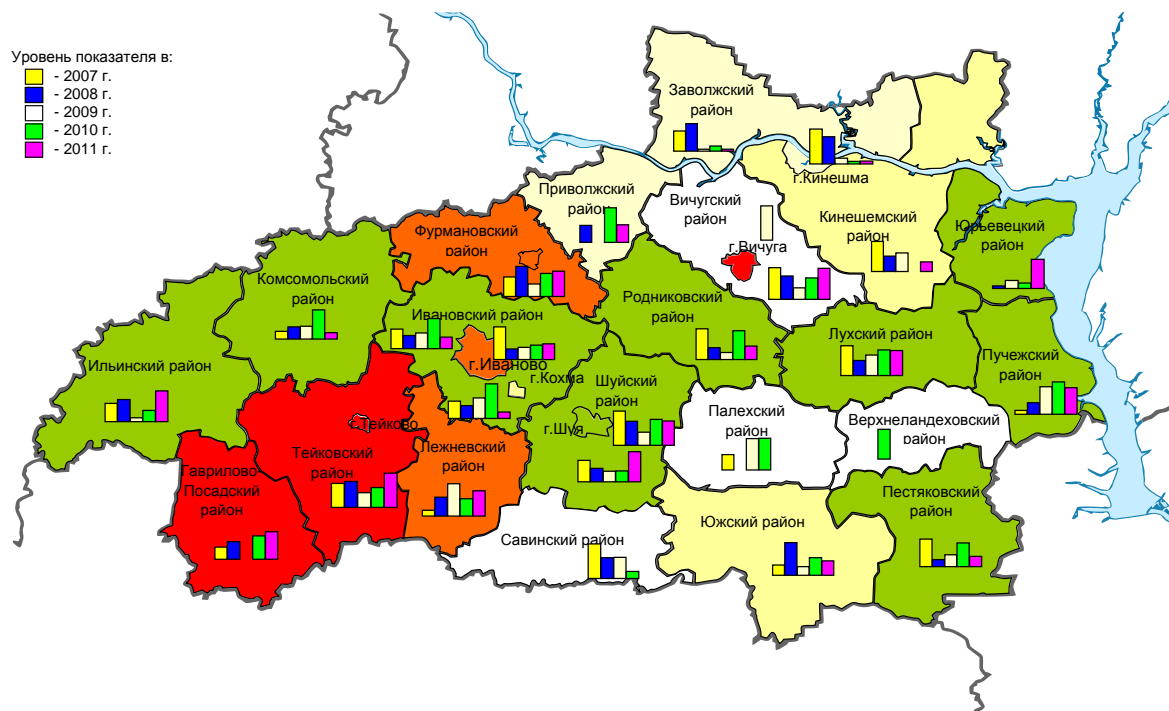 Уровень показателя в:
- 2007 г.
- 2008 г.
- 2009 г.
- 2010 г.
- 2011 г.
Заволжский
район
г.Кинешма
Приволжский
район
Вичугский
район
Кинешемский
район
Юрьевецкий
район
Фурмановский
район
г.Вичуга
Комсомольский
район
Ивановский район
Родниковский
район
Лухский район
Пучежский
район
Ильинский район
г.Иваново
г.Кохма
Шуйский
район
г.Шуя
Палехский
район
Верхнеландеховский
район
г.Тейково
Тейковский
район
Лежневский
район
Гаврилово-
Посадский
район
Пестяковский
район
Савинский район
Южский район